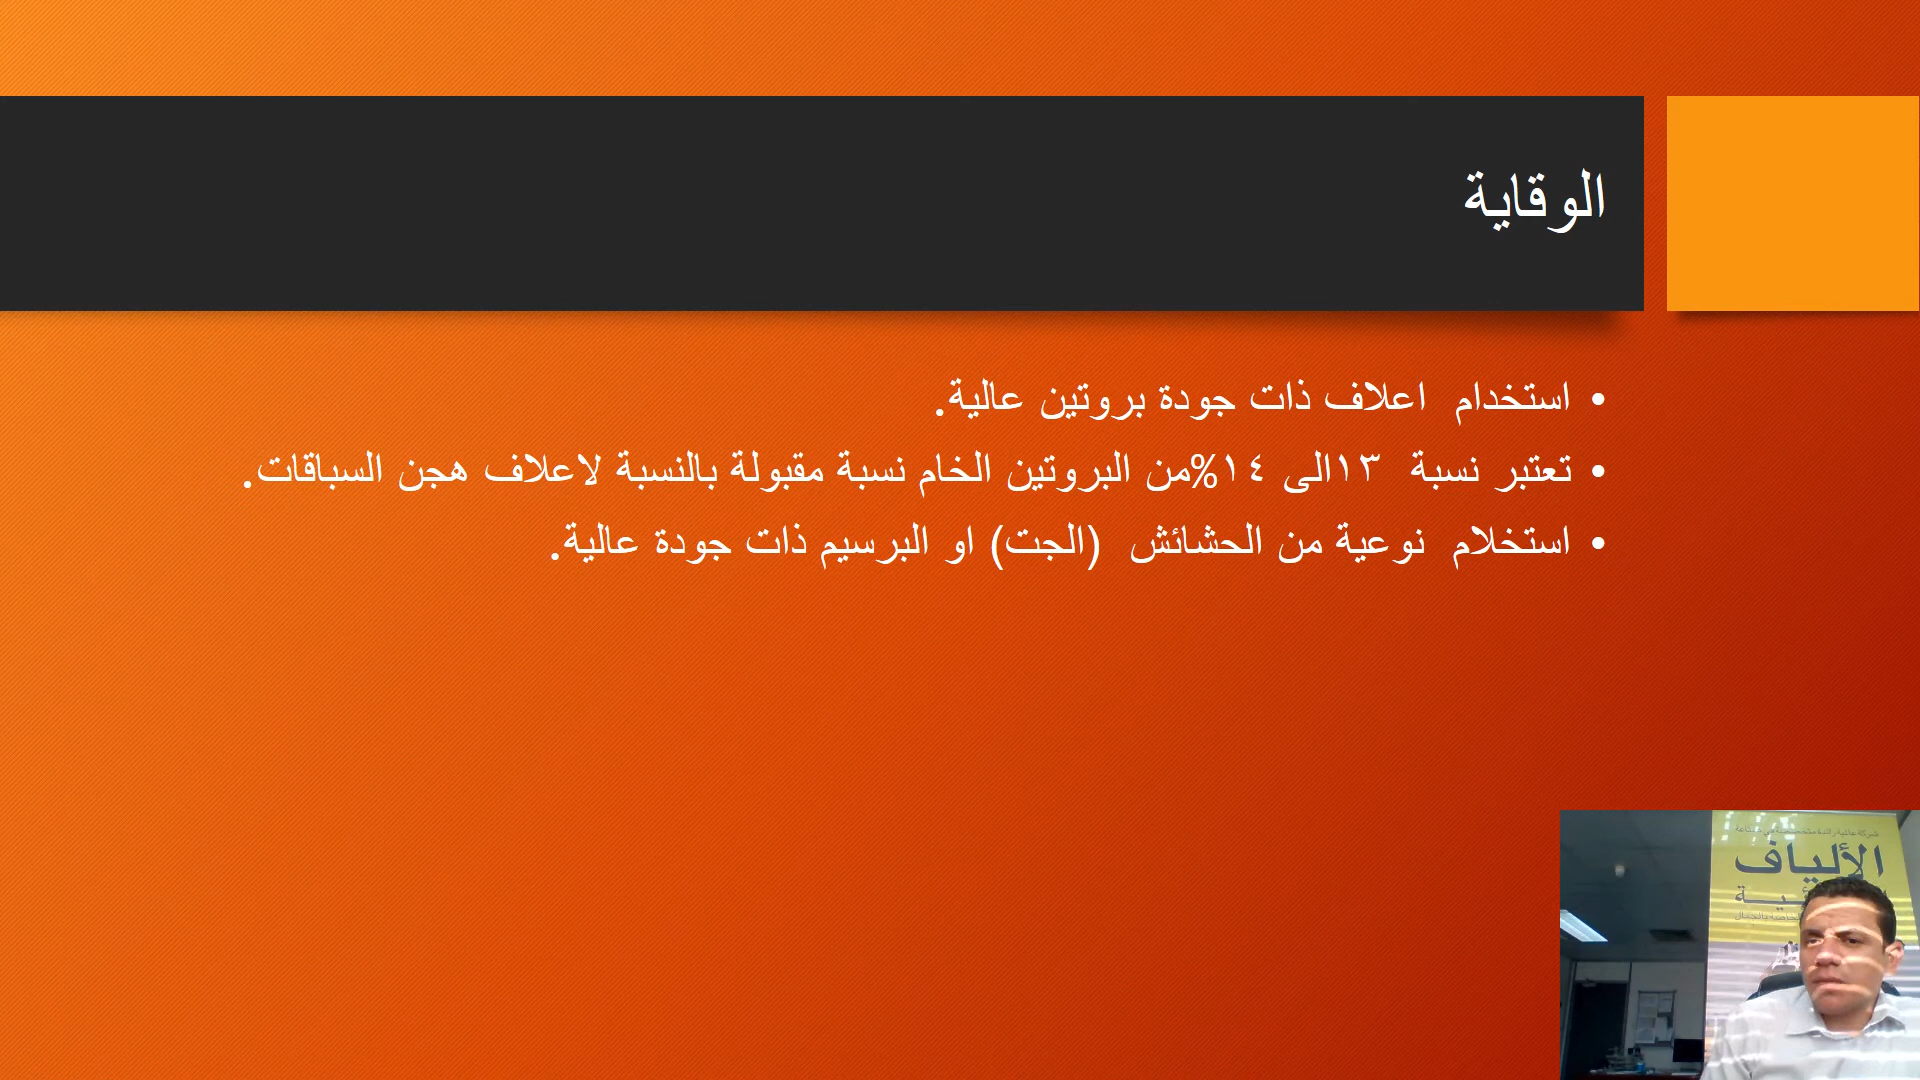 الوقاية
• استخدام اعلاف ذات جودة بروتين عالية.
• تعتبر نسبة ١٣الى ١٤%من البروتين الخام نسبة مقبولة بالنسبة لاعلاف هجن السباقات.
• استخلام نوعية من الحشائش (الجت) او البرسيم ذات جودة عالية.
الألياف